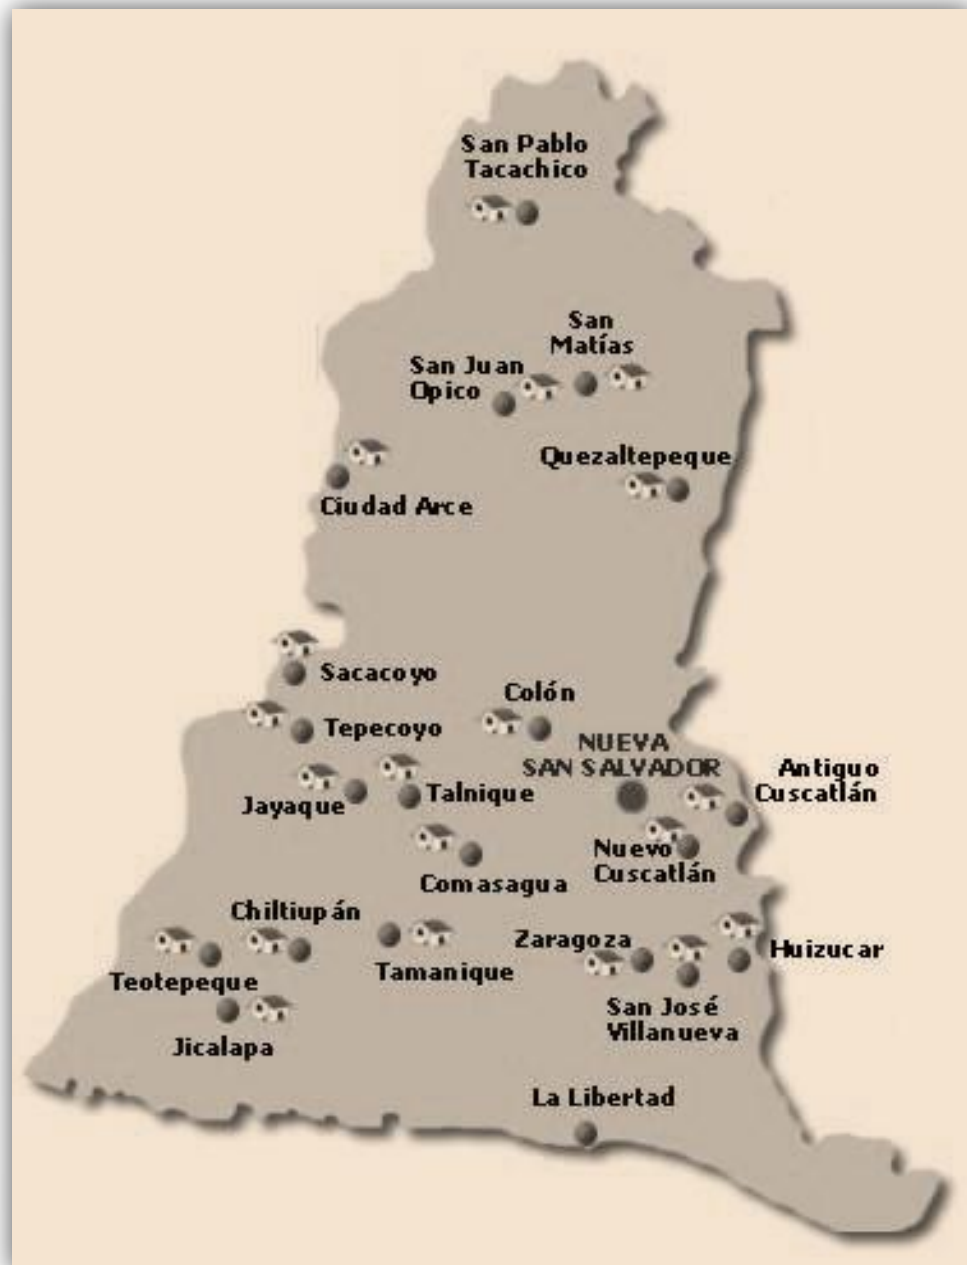 San Pablo
Tacachico
San
Matías
San Juan
Opico
Quezaltepeque
Ciudad Arce
Sacacoyo
Colón
Tepecoyo
NUEVA
SAN SALVADOR
Antiguo
Cuscatlán
Jayaque
Talnique
Nuevo
Cuscatlán
Comasagua
Chiltiupán
Zaragoza
Huizucar
Tamanique
Teotepeque
San José
Villanueva
Jicalapa
La Libertad